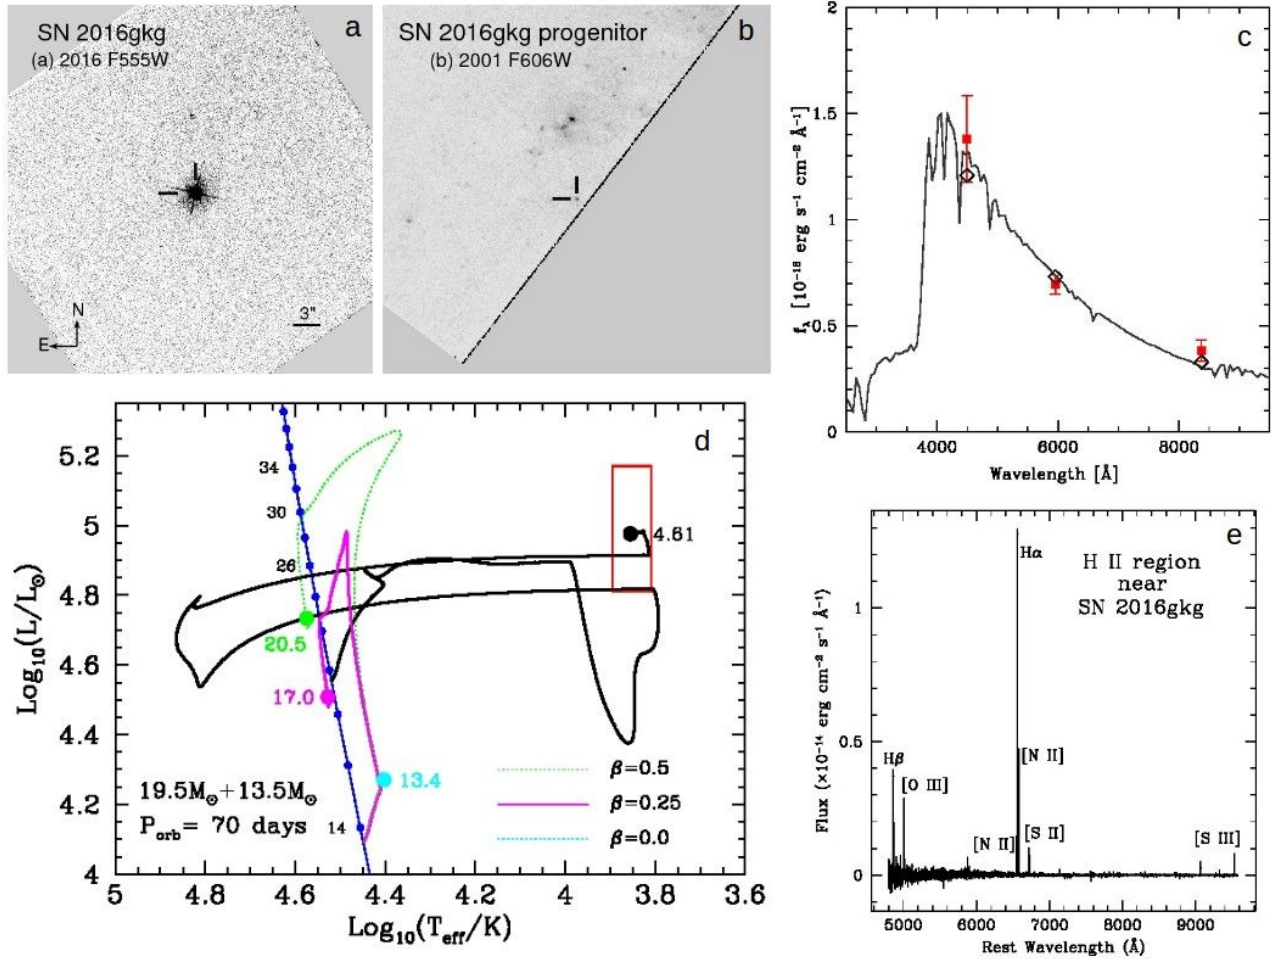 SN 2016gkg
(a) 2016 F555W
a
N
E
3"
SN 2016gkg progenitor
(b) 2001 F606W
b
c
2
1.5
1
0.5
0
f_λ [10⁻¹⁸ erg s⁻¹ cm⁻² Å⁻¹]
4000 6000 8000
Wavelength [Å]
d
5.2
5
4.8
4.6
4.4
4.2
4
Log₁₀(L/L⊙)
34
30
26
14
20.5
17.0
13.4
4.61
19.5M⊙+13.5M⊙
P_orb= 70 days
β=0.5
β=0.25
β=0.0
5 4.8 4.6 4.4 4.2 4 3.8 3.6
Log₁₀(T_eff/K)
e
H II region
near
SN 2016gkg
Hα
[N II]
Hβ
[O III]
[N II]
[S II]
[S III]
1
0.5
0
Flux (×10⁻¹⁴ erg cm⁻² s⁻¹ Å⁻¹)
5000 6000 7000 8000 9000
Rest Wavelength (Å)